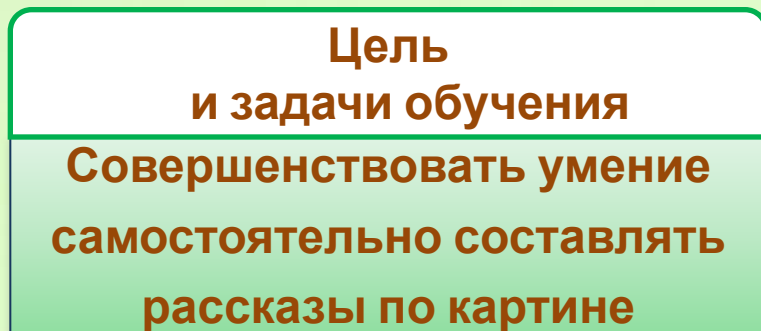 Цель
и задачи обучения
Совершенствовать умение
самостоятельно составлять
рассказы по картине